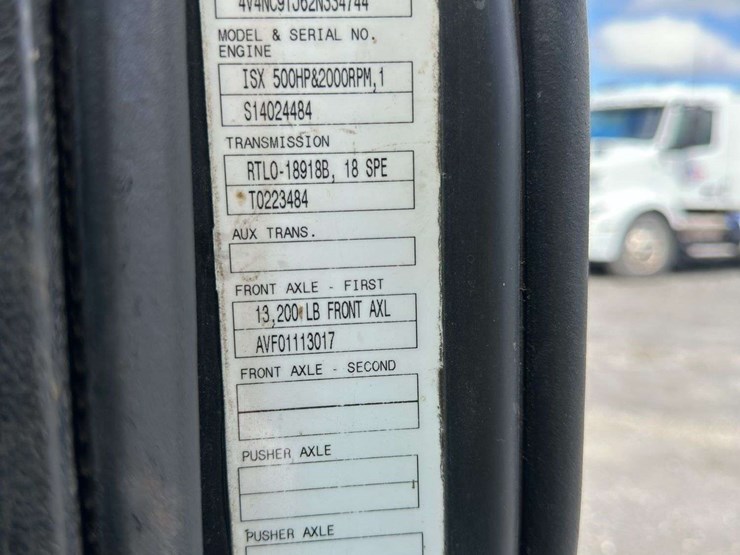 4V4NC9TJ62N334744
MODEL & SERIAL NO.
ENGINE
ISX 500HP&2000RPM,1
S14024484
TRANSMISSION
RTLO-18918B, 18 SPE
T0223484
AUX TRANS.
FRONT AXLE - FIRST
13,200 LB FRONT AXL
AVF01113017
FRONT AXLE - SECOND
PUSHER AXLE
PUSHER AXLE